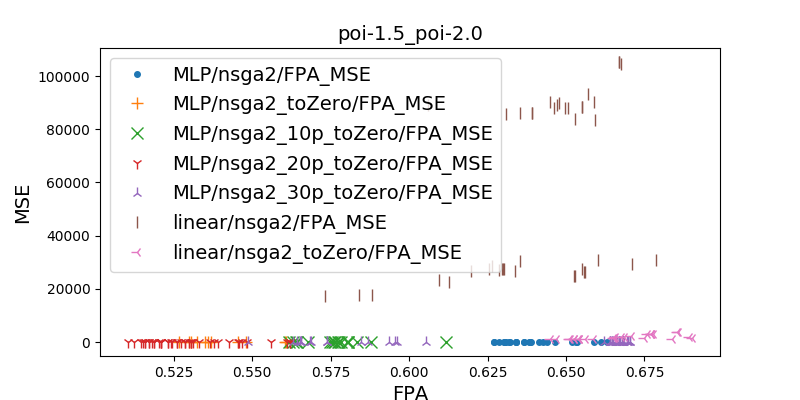 poi-1.5_poi-2.0
MLP/nsga2/FPA_MSE
MLP/nsga2_toZero/FPA_MSE
MLP/nsga2_10p_toZero/FPA_MSE
MLP/nsga2_20p_toZero/FPA_MSE
MLP/nsga2_30p_toZero/FPA_MSE
linear/nsga2/FPA_MSE
linear/nsga2_toZero/FPA_MSE
MSE
100000
80000
60000
40000
20000
0
0.525 0.550 0.575 0.600 0.625 0.650 0.675
FPA